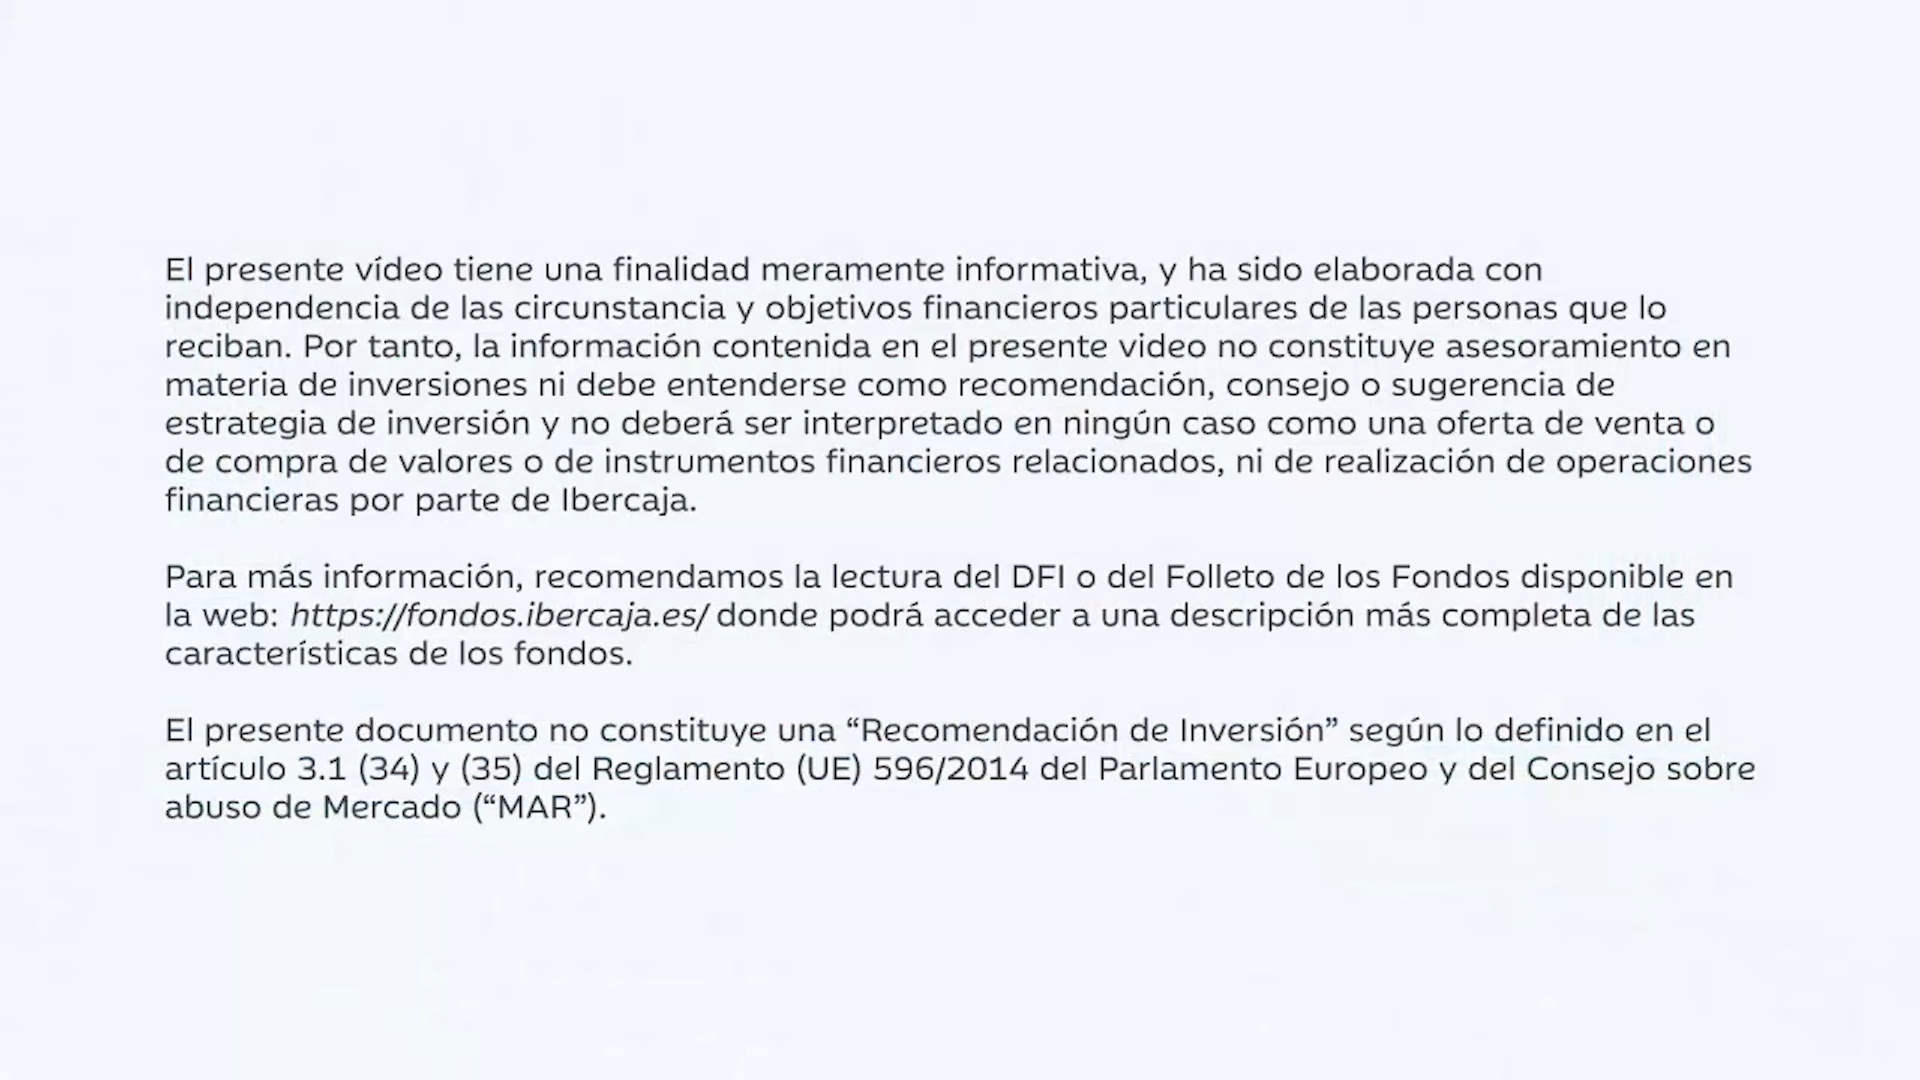 El presente vídeo tiene una finalidad meramente informativa, y ha sido elaborada con
independencia de las circunstancia y objetivos financieros particulares de las personas que lo
reciban. Por tanto, la información contenida en el presente video no constituye asesoramiento en
materia de inversiones ni debe entenderse como recomendación, consejo o sugerencia de
estrategia de inversión y no deberá ser interpretado en ningún caso como una oferta de venta o
de compra de valores o de instrumentos financieros relacionados, ni de realización de operaciones
financieras por parte de Ibercaja.
Para más información, recomendamos la lectura del DFI o del Folleto de los Fondos disponible en
la web: https://fondos.ibercaja.es/ donde podrá acceder a una descripción más completa de las
características de los fondos.
El presente documento no constituye una “Recomendación de Inversión” según lo definido en el
artículo 3.1 (34) y (35) del Reglamento (UE) 596/2014 del Parlamento Europeo y del Consejo sobre
abuso de Mercado (“MAR”).